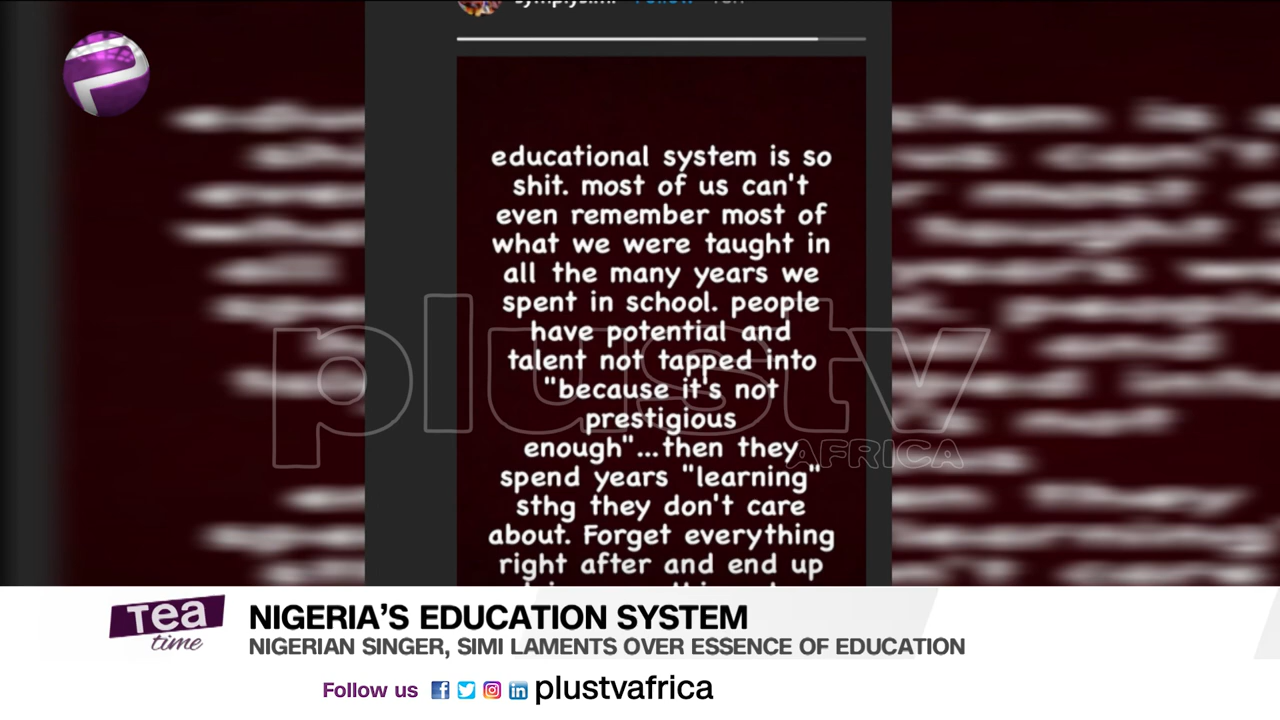 educational system is so
shit. most of us can't
even remember most of
what we were taught in
all the many years we
spent in school. people
have potential and
talent not tapped into
"because it's not
prestigious
enough"...then they
spend years "learning"
sthg they don't care
about. Forget everything
right after and end up
plustv
AFRICA
Tea
time
NIGERIA'S EDUCATION SYSTEM
NIGERIAN SINGER, SIMI LAMENTS OVER ESSENCE OF EDUCATION
Follow us plustvafrica